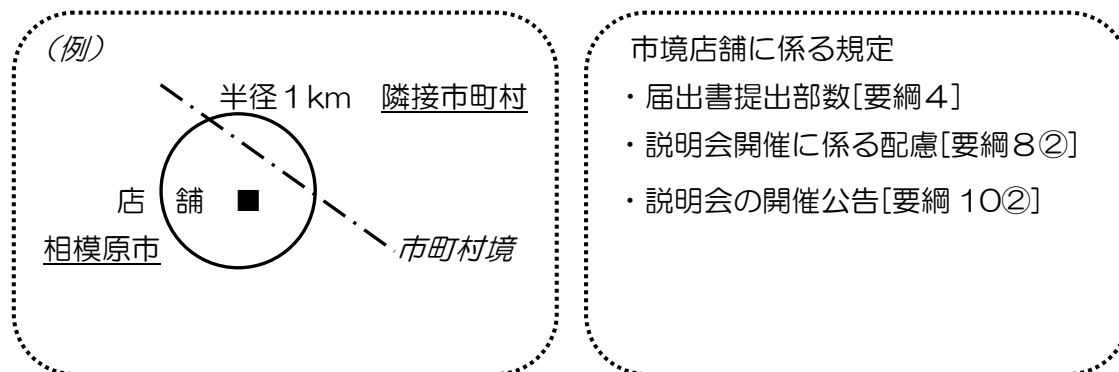 （例）
半径１km　隣接市町村
店　舗　■
相模原市
市町村境
市境店舗に係る規定
・届出書提出部数[要綱４]
・説明会開催に係る配慮[要綱８②]
・説明会の開催公告[要綱 10②]